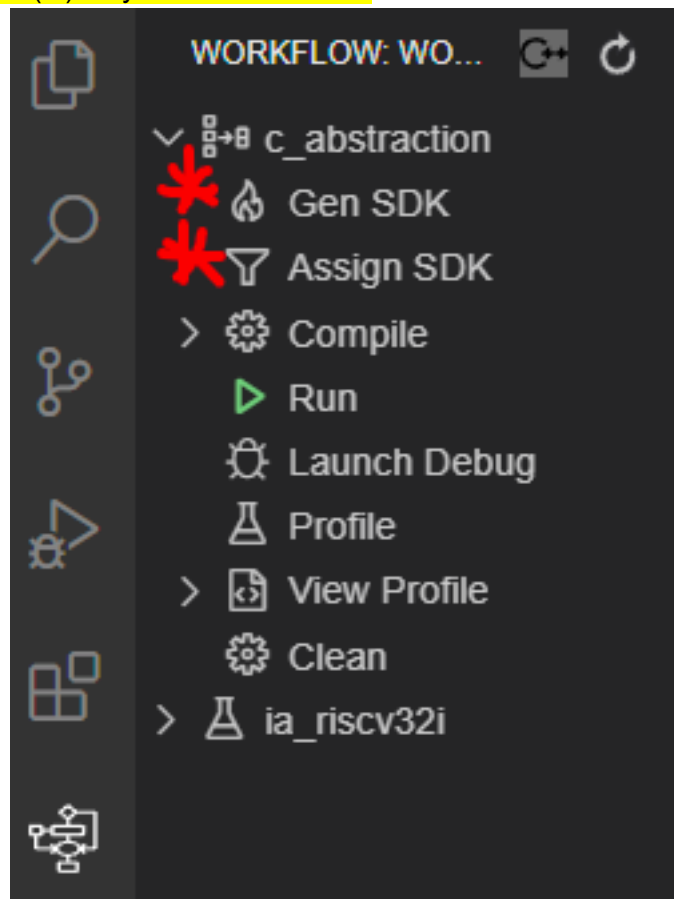 WORKFLOW: WO...
c_abstraction
Gen SDK
Assign SDK
Compile
Run
Launch Debug
Profile
View Profile
Clean
ia_riscv32i